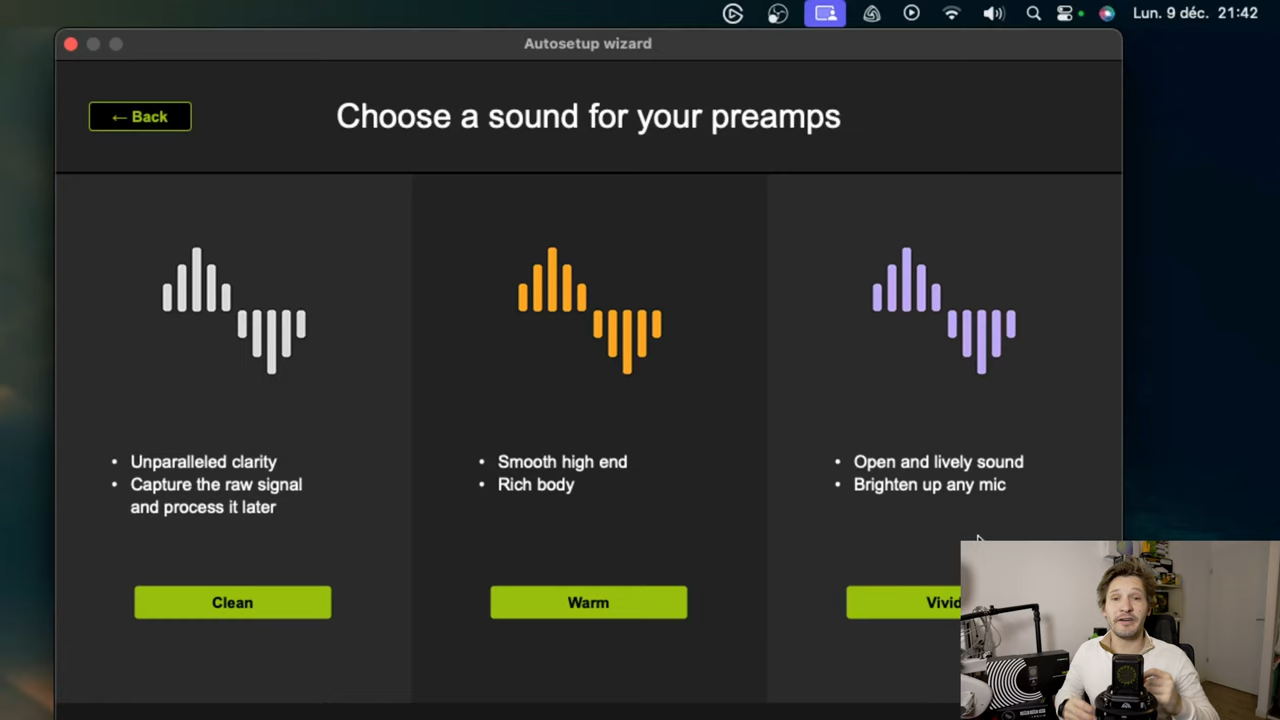 Lun. 9 déc. 21:42
Autosetup wizard
← Back
Choose a sound for your preamps
• Unparalleled clarity
• Capture the raw signal
and process it later
• Smooth high end
• Rich body
• Open and lively sound
• Brighten up any mic
Clean
Warm
Vivid